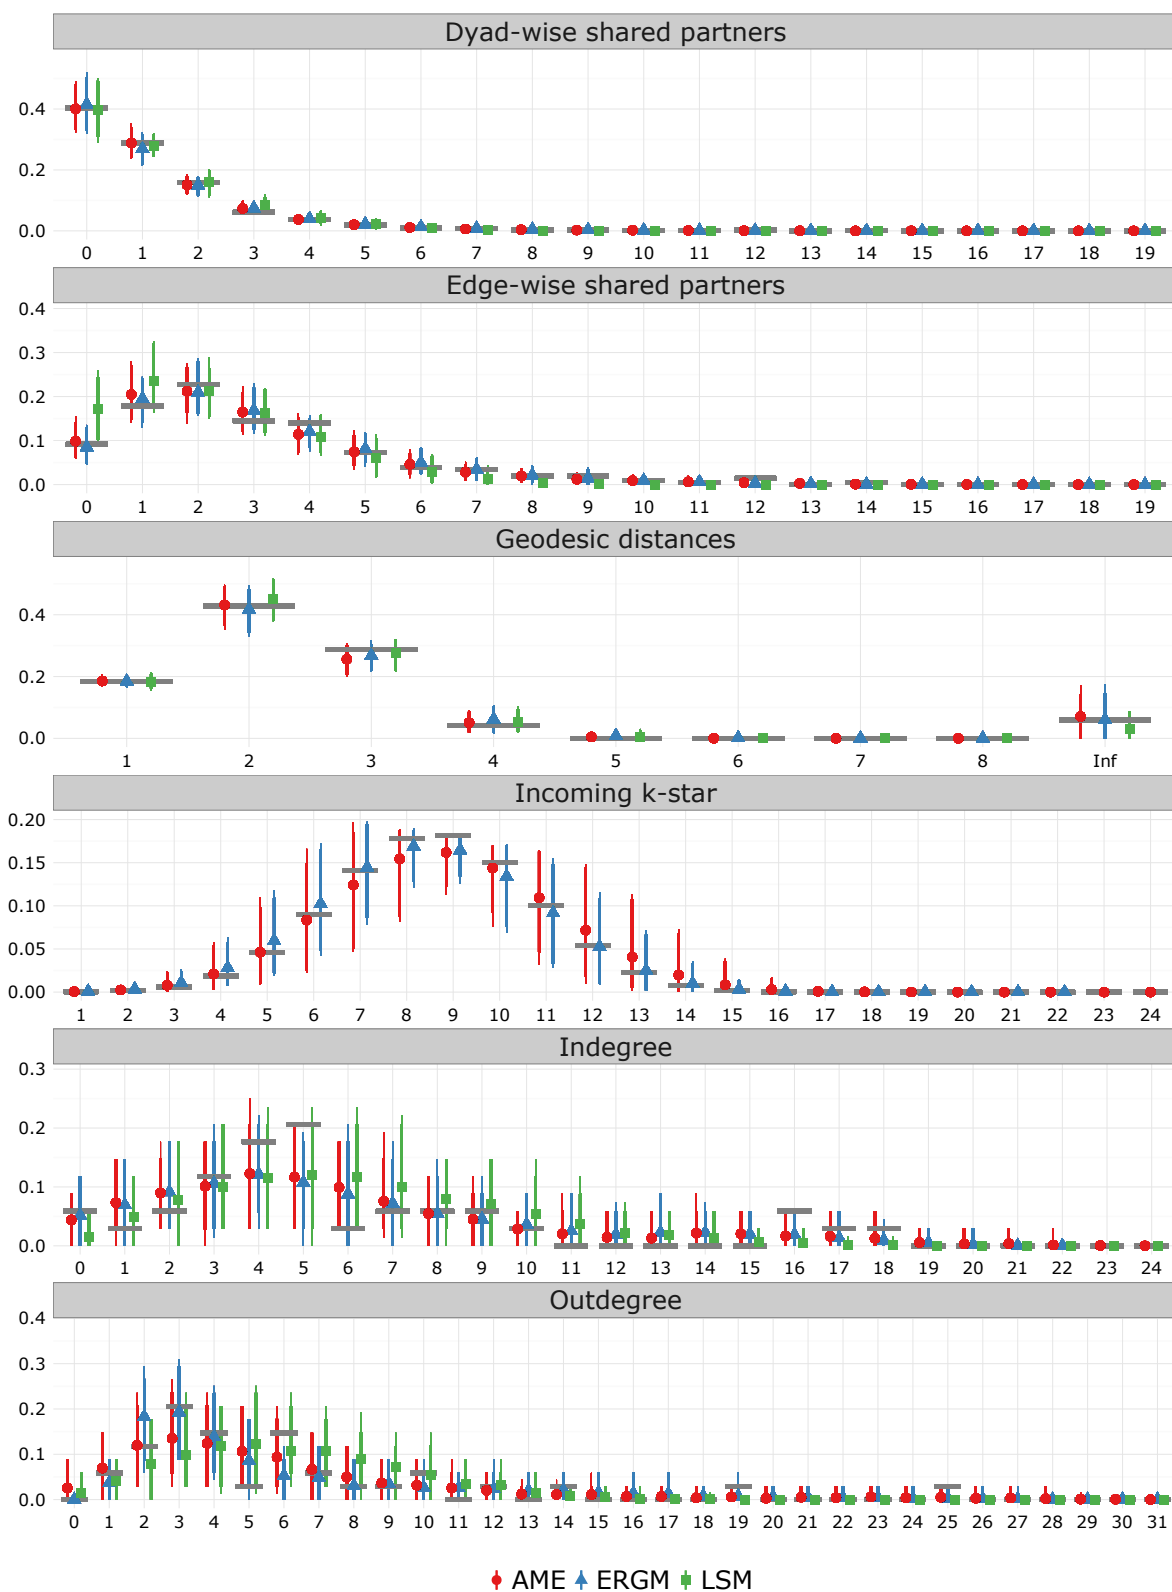 Dyad-wise shared partners
0.4
0.2
0.0
0 1 2 3 4 5 6 7 8 9 10 11 12 13 14 15 16 17 18 19
Edge-wise shared partners
0.4
0.3
0.2
0.1
0.0
0 1 2 3 4 5 6 7 8 9 10 11 12 13 14 15 16 17 18 19
Geodesic distances
0.4
0.2
0.0
1 2 3 4 5 6 7 8 Inf
Incoming k-star
0.20
0.15
0.10
0.05
0.00
1 2 3 4 5 6 7 8 9 10 11 12 13 14 15 16 17 18 19 20 21 22 23 24
Indegree
0.3
0.2
0.1
0.0
0 1 2 3 4 5 6 7 8 9 10 11 12 13 14 15 16 17 18 19 20 21 22 23 24
Outdegree
0.4
0.3
0.2
0.1
0.0
0 1 2 3 4 5 6 7 8 9 10 11 12 13 14 15 16 17 18 19 20 21 22 23 24 25 26 27 28 29 30 31
AME ERGM LSM